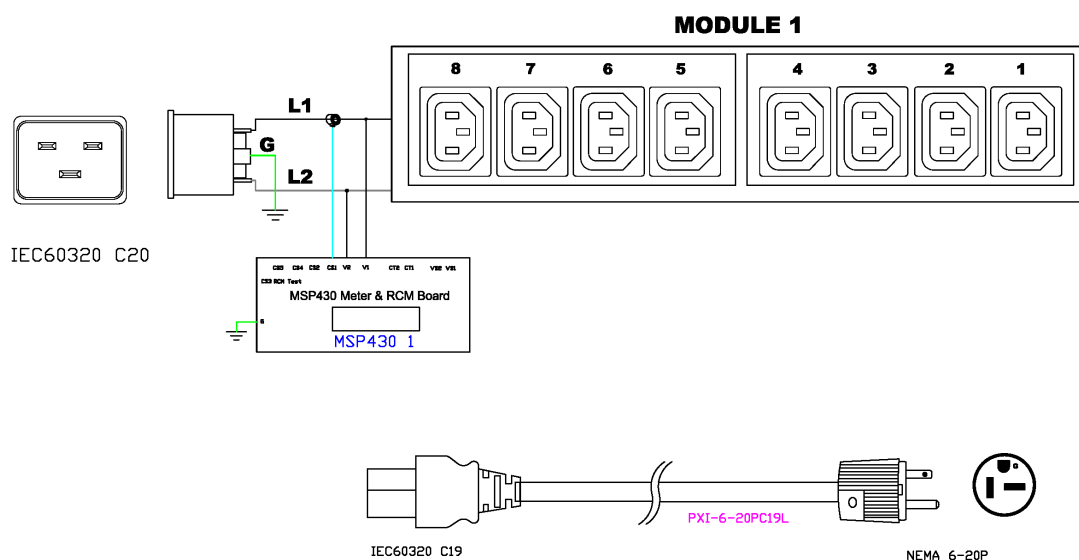 MODULE 1
8 7 6 5 4 3 2 1
L1
G
L2
IEC60320 C20
CS3 CS4 CS2 CS1 V2 V1 CT2 CT1 VS2 VS1
CS3 RCM Test
MSP430 Meter & RCM Board
G
MSP430 1
PXI-6-20PC19L
IEC60320 C19
NEMA 6-20P
G